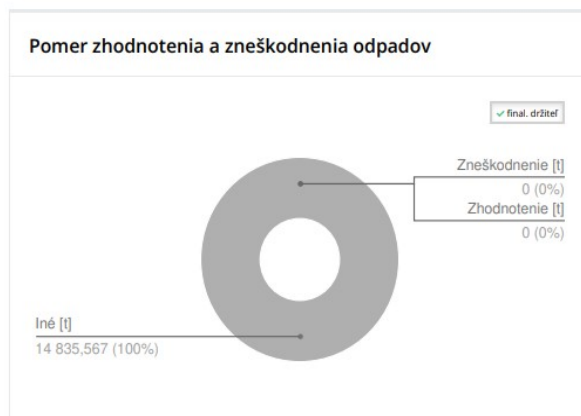 Pomer zhodnotenia a zneškodnenia odpadov
final. držiteľ
Zneškodnenie [t]
0 (0%)
Zhodnotenie [t]
0 (0%)
Iné [t]
14 835,567 (100%)